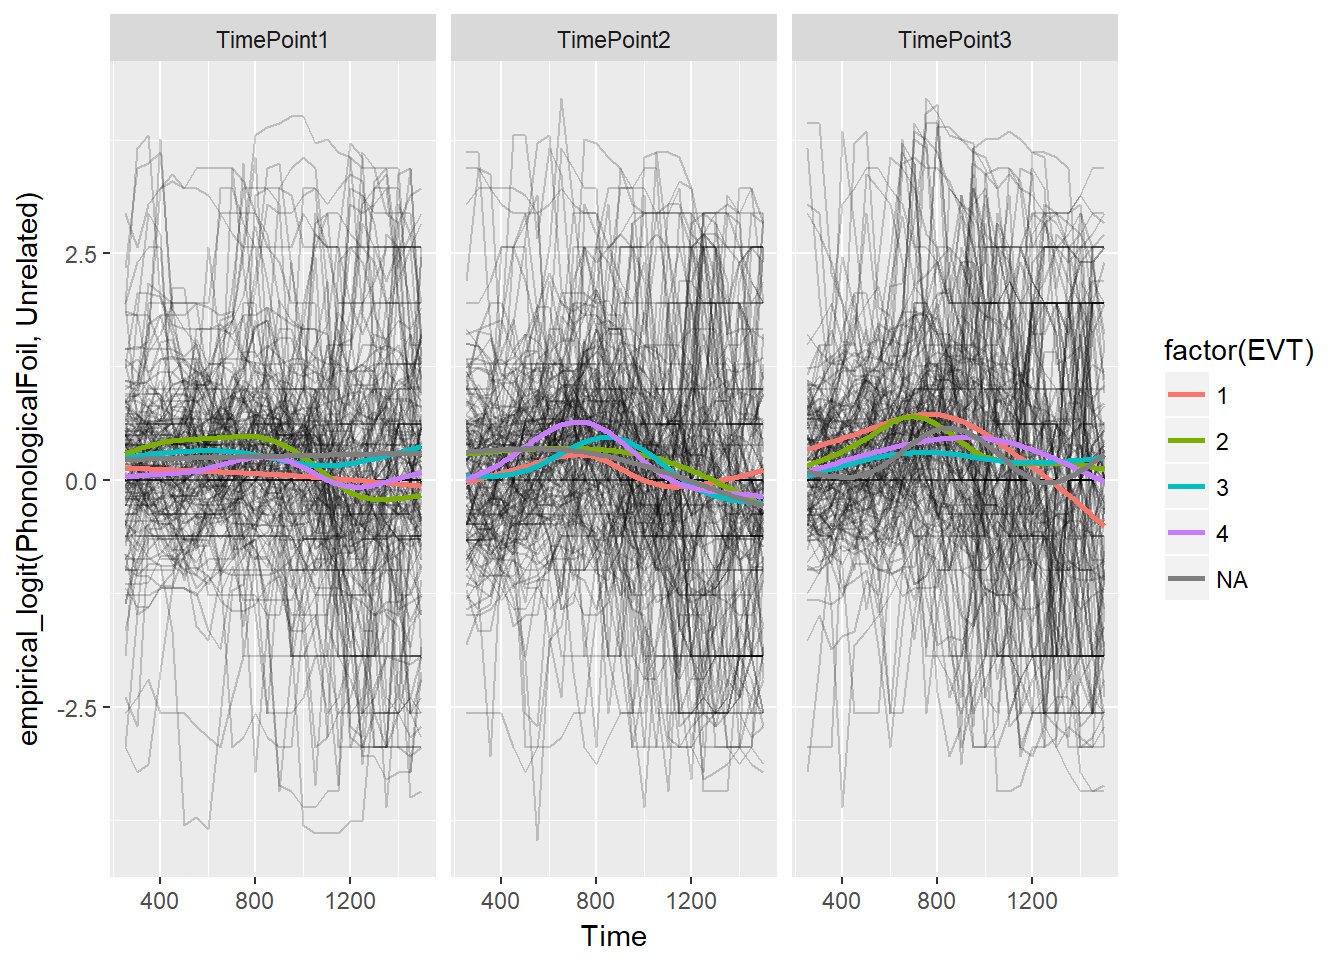 TimePoint1 TimePoint2 TimePoint3
empirical_logit(PhonologicalFoil, Unrelated)
2.5
0.0
-2.5
400 800 1200 400 800 1200 400 800 1200
Time
factor(EVT)
1
2
3
4
NA